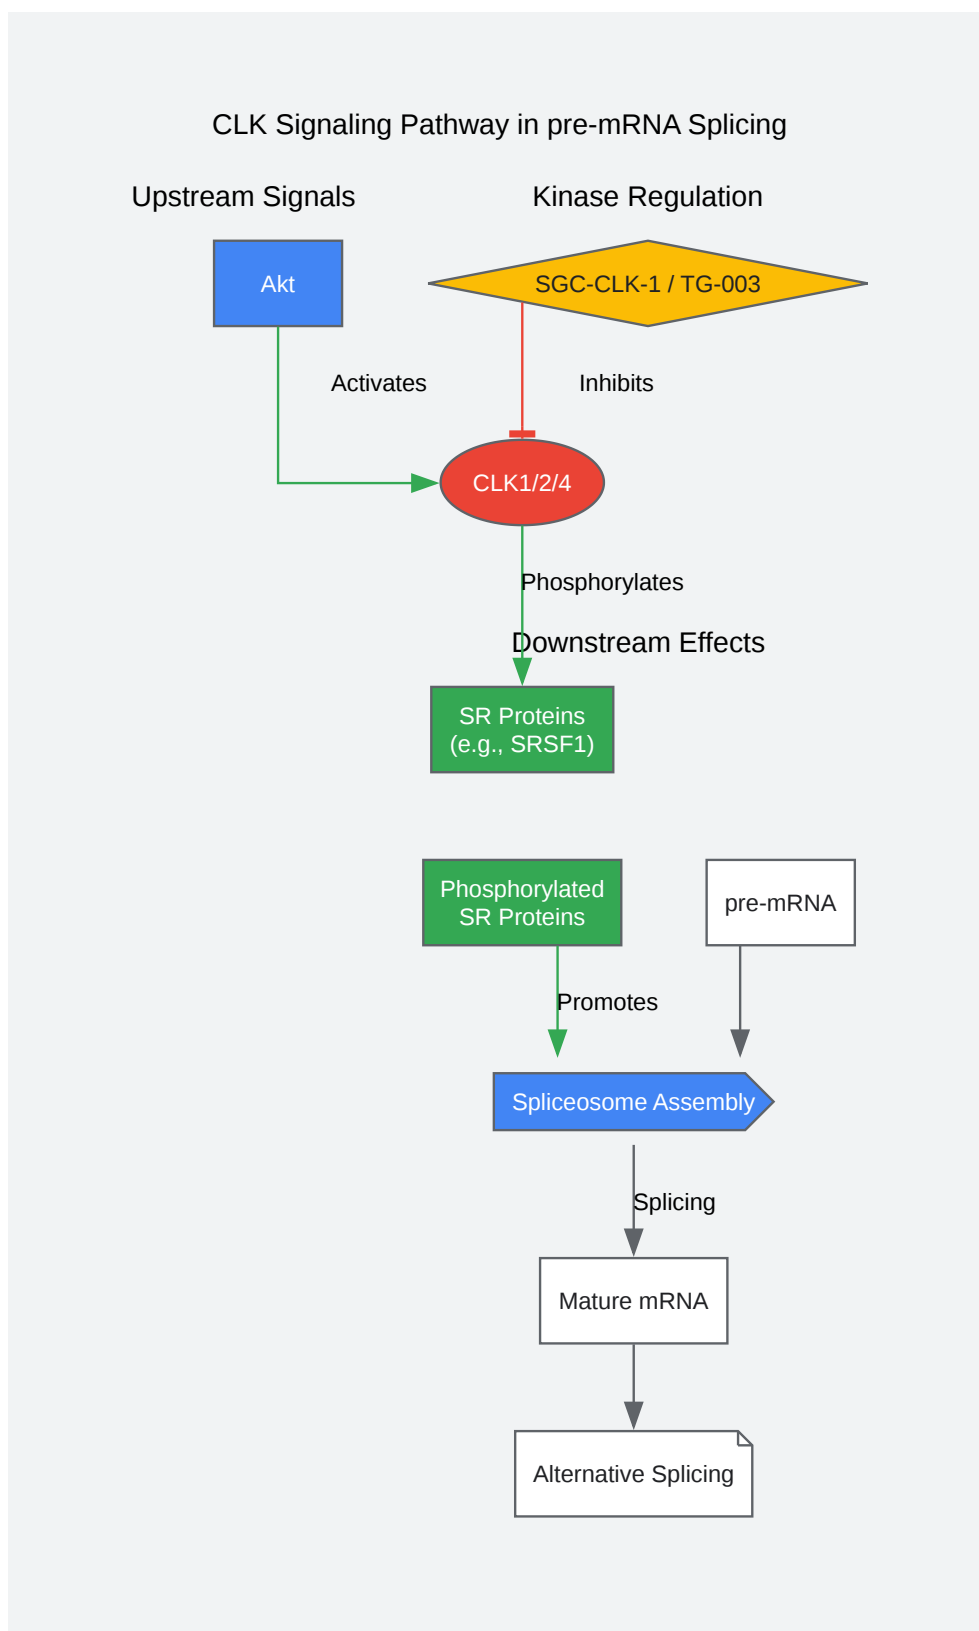 CLK Signaling Pathway in pre-mRNA Splicing
Upstream Signals
Kinase Regulation
Akt
SGC-CLK-1 / TG-003
Activates
Inhibits
CLK1/2/4
Phosphorylates
Downstream Effects
SR Proteins
(e.g., SRSF1)
Phosphorylated
SR Proteins
pre-mRNA
Promotes
Spliceosome Assembly
Splicing
Mature mRNA
Alternative Splicing